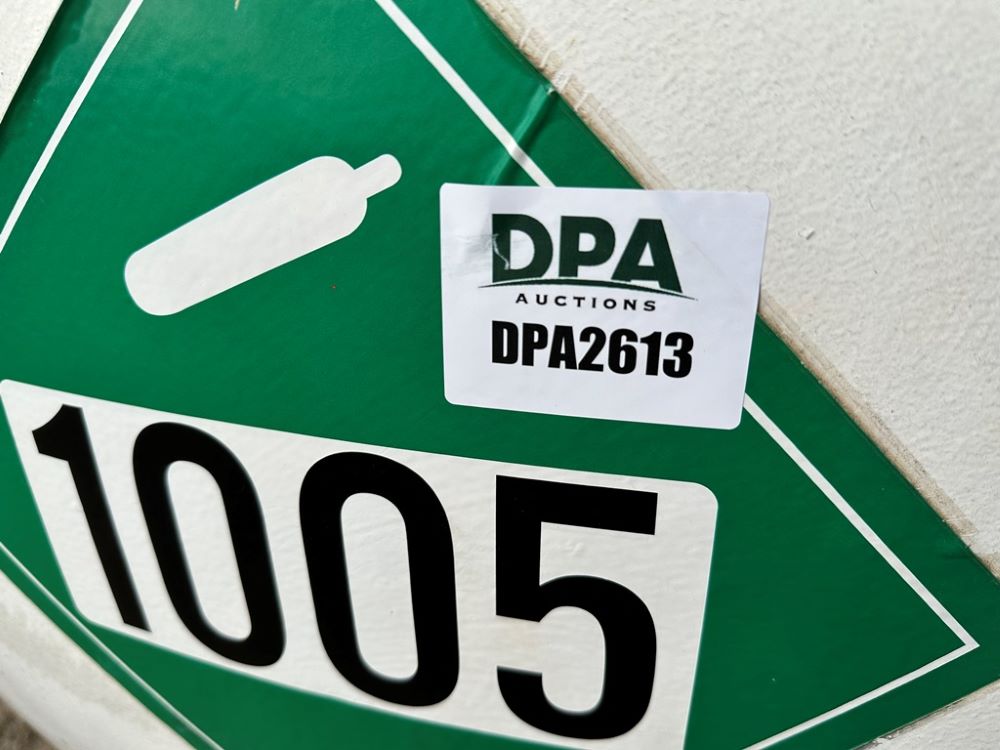 DPA
AUCTIONS
DPA2613
1005